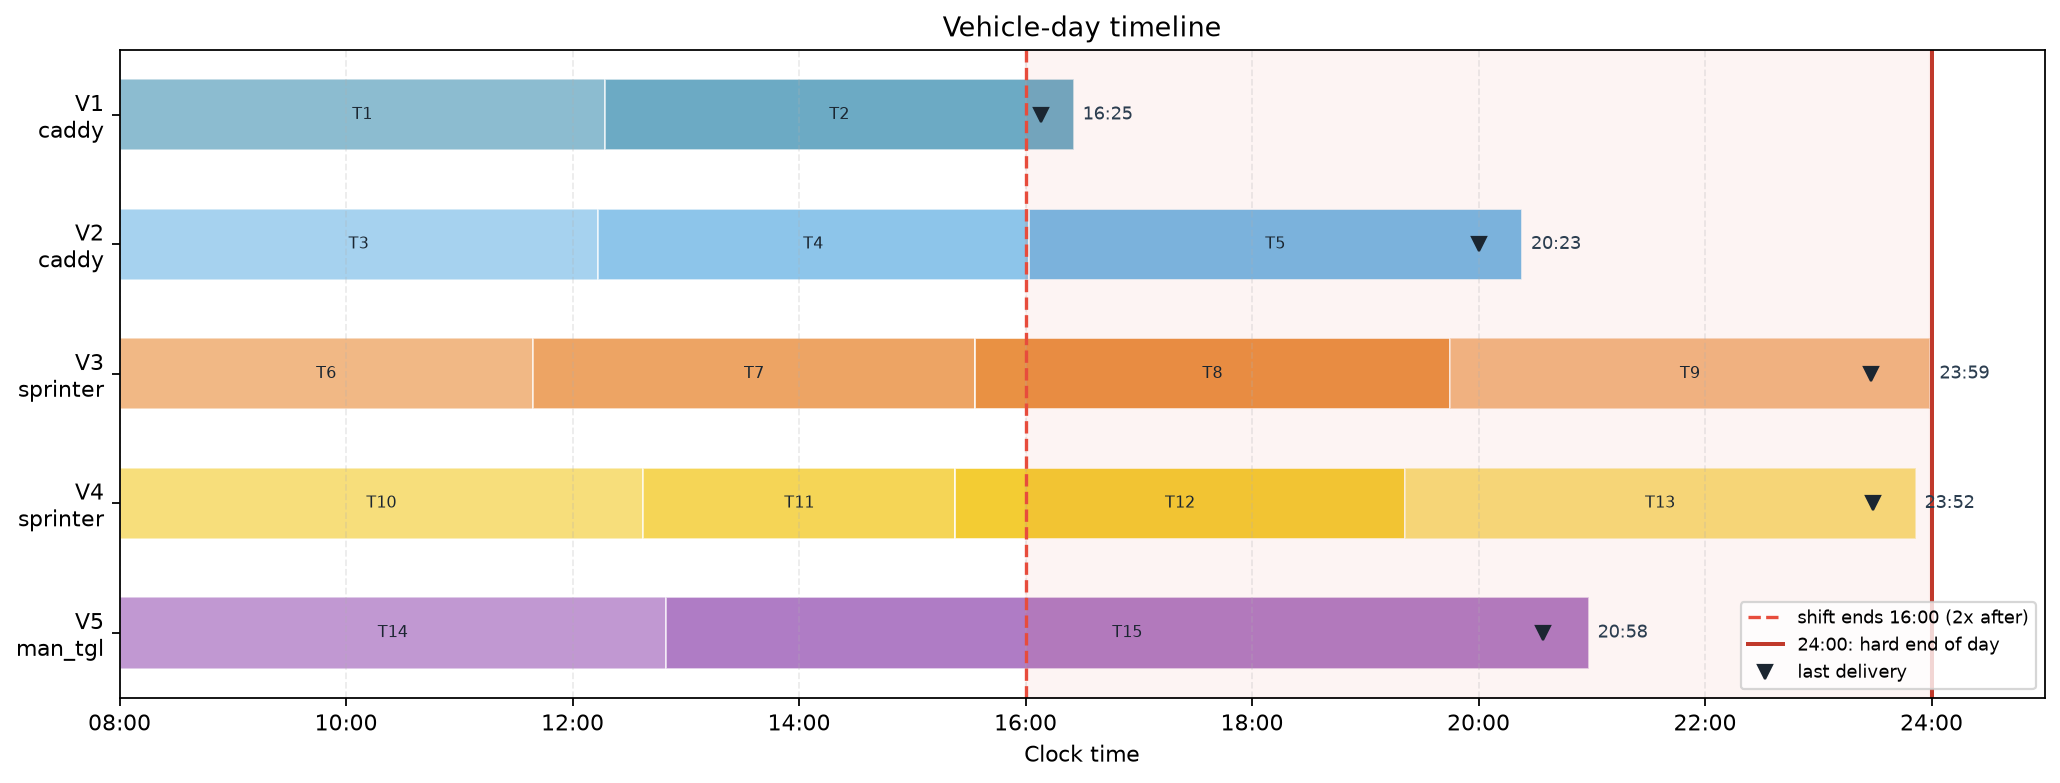 Vehicle-day timeline
V1
caddy
T1
T2
16:25
V2
caddy
T3
T4
T5
20:23
V3
sprinter
T6
T7
T8
T9
23:59
V4
sprinter
T10
T11
T12
T13
23:52
V5
man_tgl
T14
T15
20:58
shift ends 16:00 (2x after)
24:00: hard end of day
last delivery
08:00
10:00
12:00
14:00
16:00
18:00
20:00
22:00
24:00
Clock time